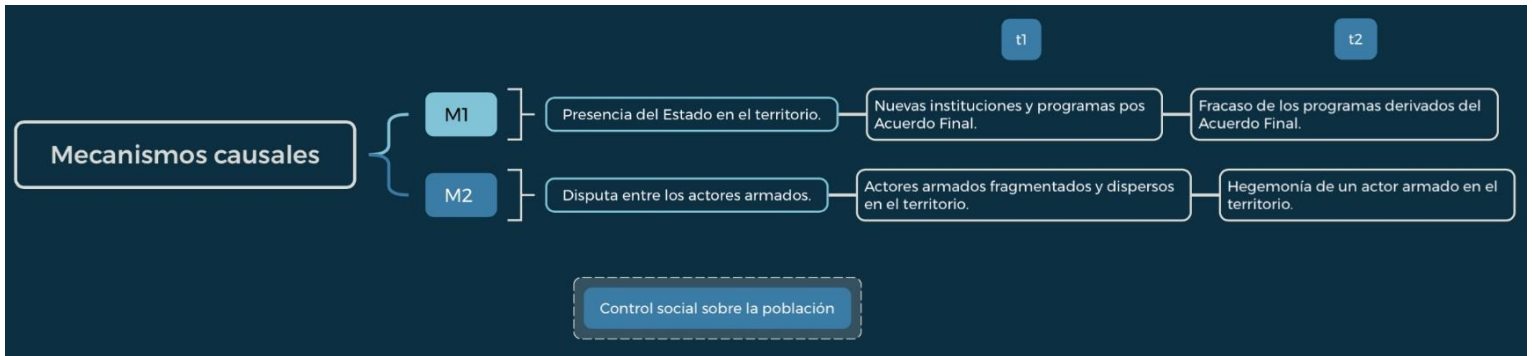 t1
t2
M1
Presencia del Estado en el territorio.
Nuevas instituciones y programas pos
Acuerdo Final.
Fracaso de los programas derivados del
Acuerdo Final.
Mecanismos causales
M2
Disputa entre los actores armados.
Actores armados fragmentados y dispersos
en el territorio.
Hegemonía de un actor armado en el
territorio.
Control social sobre la población